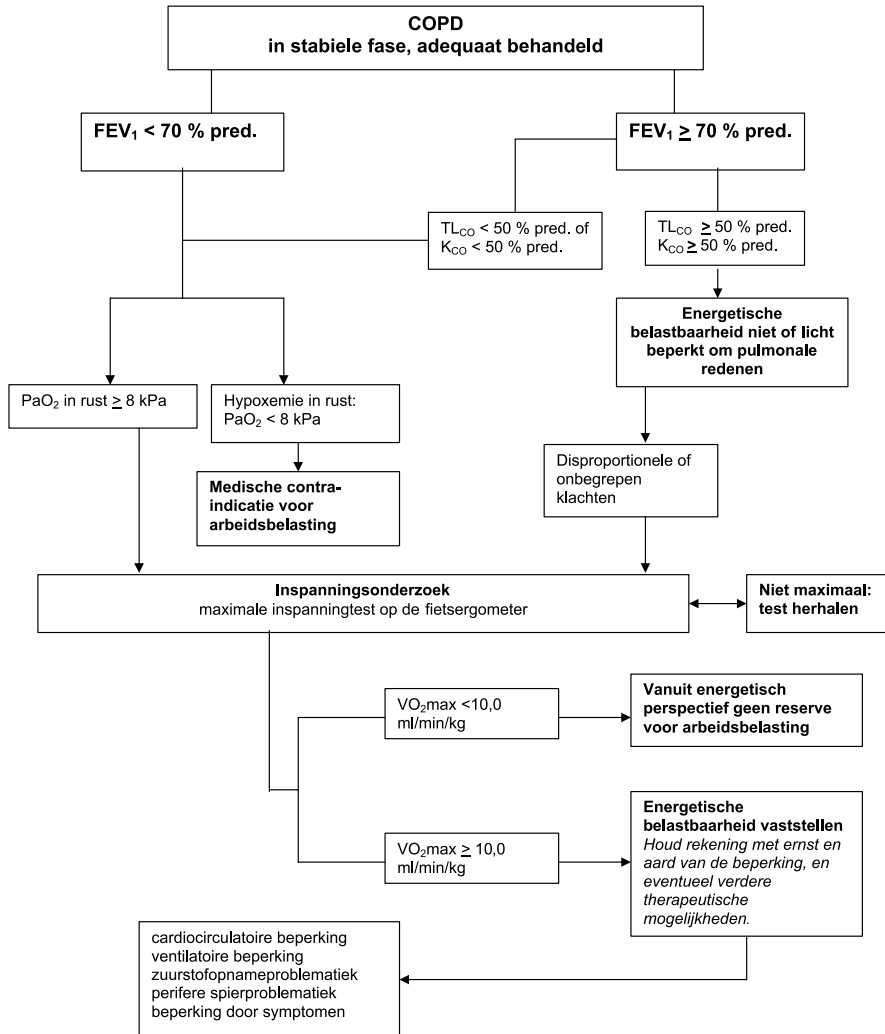 COPD
in stabiele fase, adequaat behandeld
FEV₁ < 70 % pred.
FEV₁ ≥ 70 % pred.
TL_CO < 50 % pred. of
K_CO < 50 % pred.
TL_CO ≥ 50 % pred.
K_CO ≥ 50 % pred.
Energetische
belastbaarheid niet of licht
beperkt om pulmonale
redenen
PaO₂ in rust ≥ 8 kPa
Hypoxemie in rust:
PaO₂ < 8 kPa
Medische contra-
indicatie voor
arbeidsbelasting
Disproportionele of
onbegrepen
klachten
Inspanningsonderzoek
maximale inspanningtest op de fietsergometer
Niet maximaal:
test herhalen
VO₂max <10,0
ml/min/kg
Vanuit energetisch
perspectief geen reserve
voor arbeidsbelasting
VO₂max ≥ 10,0
ml/min/kg
Energetische
belastbaarheid vaststellen
Houd rekening met ernst en
aard van de beperking, en
eventueel verdere
therapeutische
mogelijkheden.
cardiocirculatoire beperking
ventilatoire beperking
zuurstofopnameproblematiek
perifere spierproblematiek
beperking door symptomen